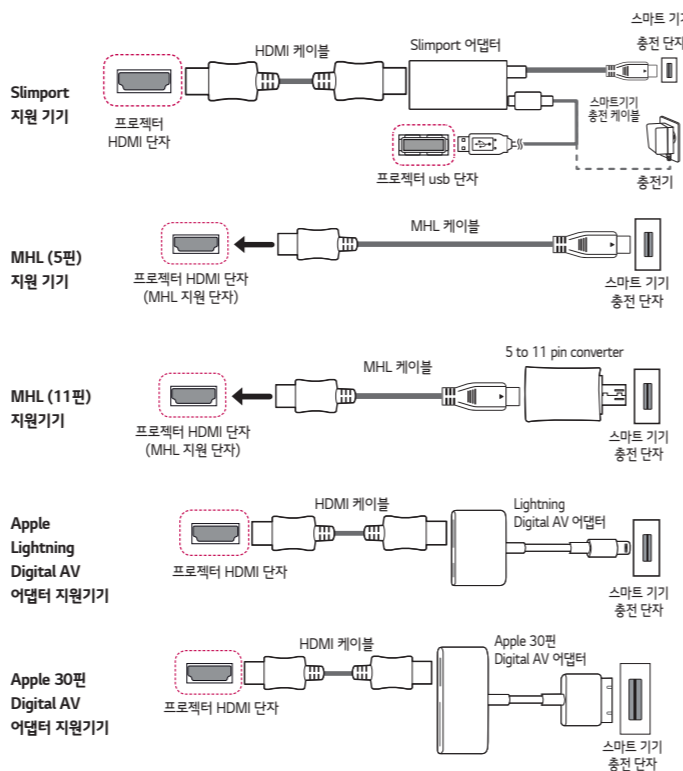 스마트 기기
충전 단자
HDMI 케이블
Slimport 어댑터
Slimport
지원 기기
프로젝터
HDMI 단자
스마트기기
충전 케이블
프로젝터 usb 단자
충전기
MHL 케이블
MHL (5핀)
지원 기기
프로젝터 HDMI 단자
(MHL 지원 단자)
스마트 기기
충전 단자
5 to 11 pin converter
MHL 케이블
MHL (11핀)
지원기기
프로젝터 HDMI 단자
(MHL 지원 단자)
스마트 기기
충전 단자
HDMI 케이블
Lightning
Digital AV 어댑터
Apple
Lightning
Digital AV
어댑터 지원기기
프로젝터 HDMI 단자
스마트 기기
충전 단자
HDMI 케이블
Apple 30핀
Digital AV 어댑터
Apple 30핀
Digital AV
어댑터 지원기기
프로젝터 HDMI 단자
스마트 기기
충전 단자